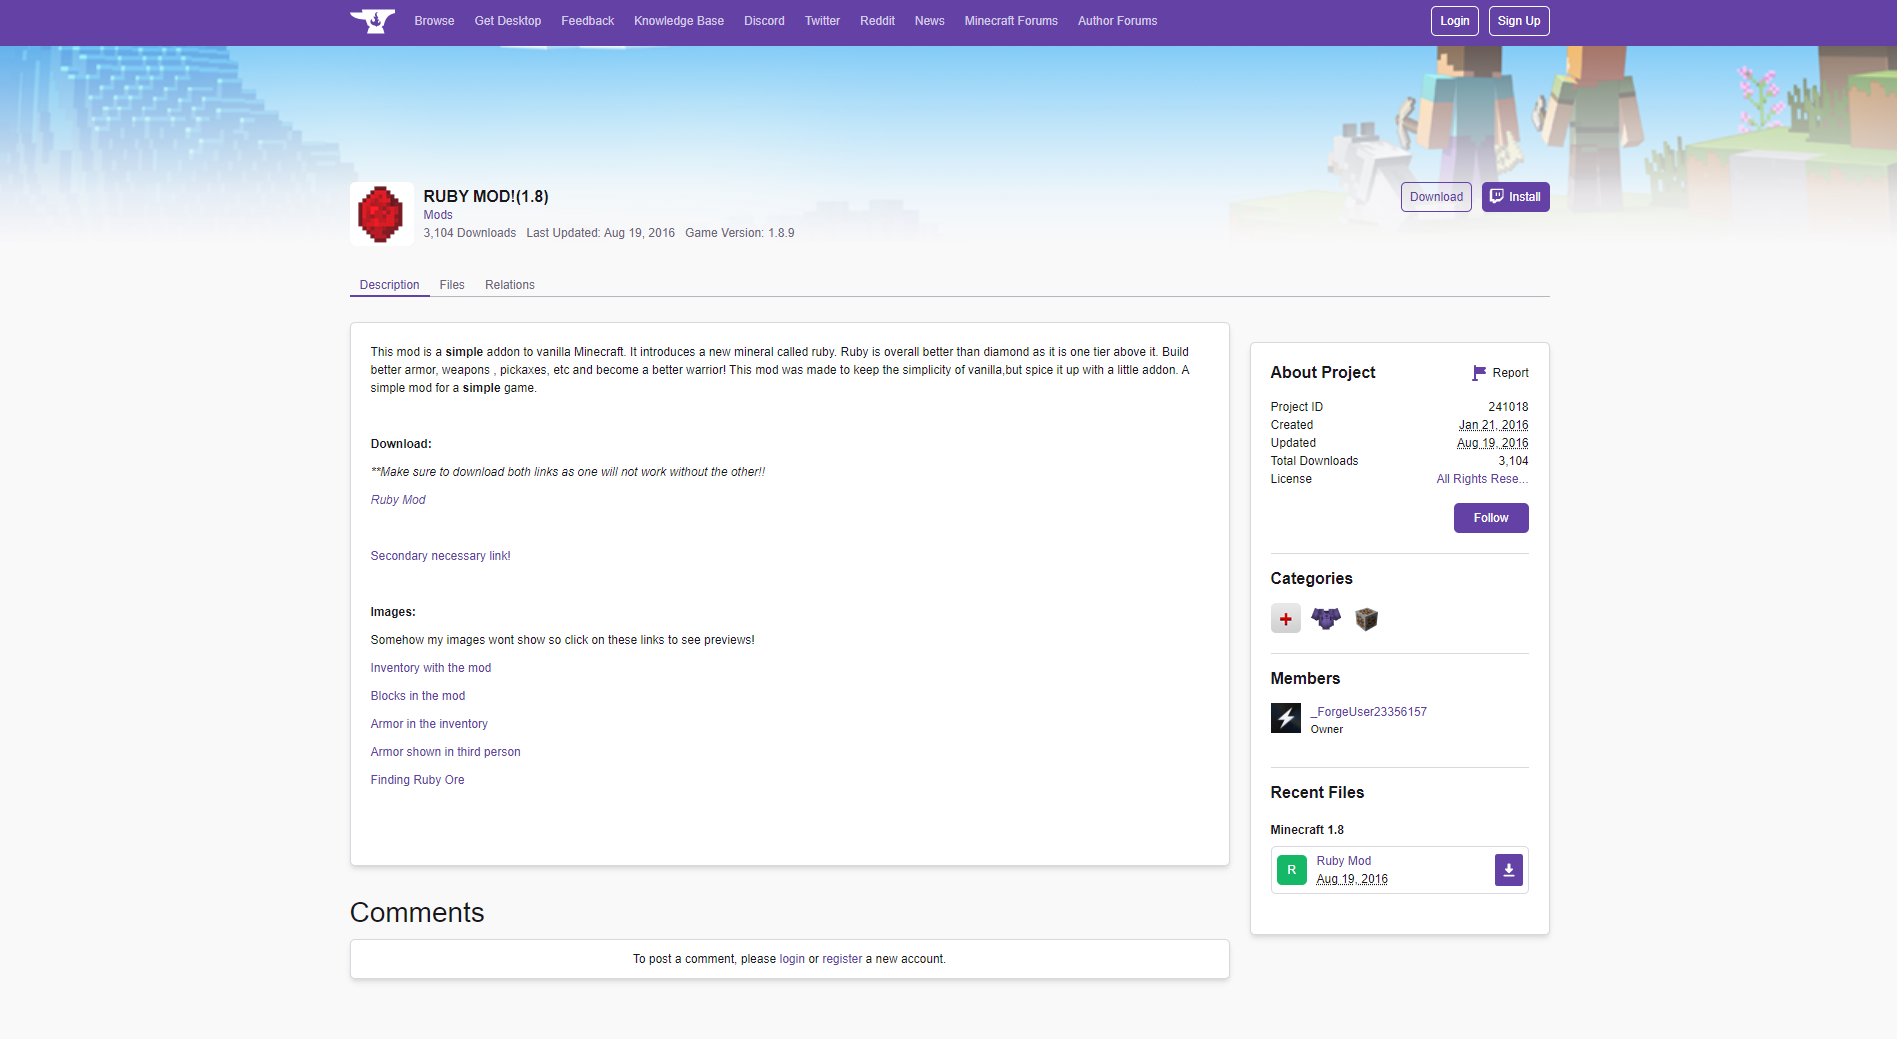 Browse Get Desktop Feedback Knowledge Base Discord Twitter Reddit News Minecraft Forums Author Forums Login Sign Up
RUBY MOD!(1.8)
Mods
3,104 Downloads Last Updated: Aug 19, 2016 Game Version: 1.8.9
Download Install
Description Files Relations
This mod is a simple addon to vanilla Minecraft. It introduces a new mineral called ruby. Ruby is overall better than diamond as it is one tier above it. Build
better armor, weapons , pickaxes, etc and become a better warrior! This mod was made to keep the simplicity of vanilla,but spice it up with a little addon. A
simple mod for a simple game.
Download:
**Make sure to download both links as one will not work without the other!!
Ruby Mod
Secondary necessary link!
Images:
Somehow my images wont show so click on these links to see previews!
Inventory with the mod
Blocks in the mod
Armor in the inventory
Armor shown in third person
Finding Ruby Ore
Comments
To post a comment, please login or register a new account.
About Project Report
Project ID 241018
Created Jan 21, 2016
Updated Aug 19, 2016
Total Downloads 3,104
License All Rights Rese...
Follow
Categories
Members
_ForgeUser23356157
Owner
Recent Files
Minecraft 1.8
R Ruby Mod
Aug 19, 2016